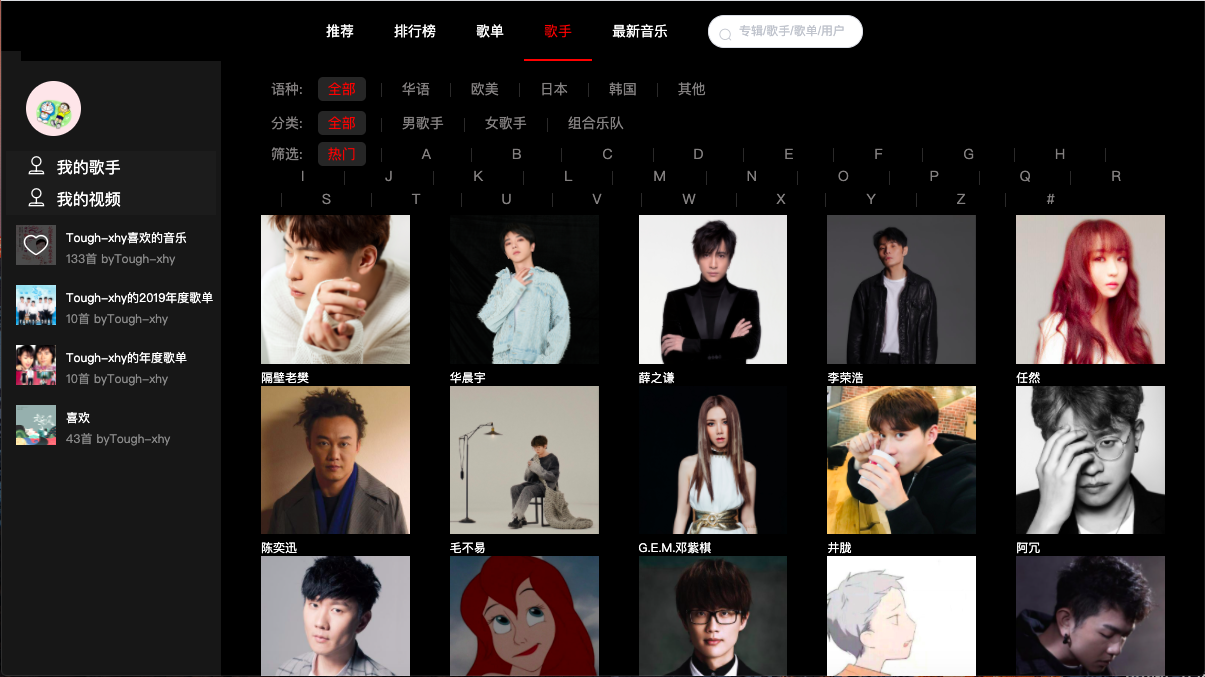 推荐 排行榜 歌单 歌手 最新音乐 专辑/歌手/歌单/用户
语种: 全部 华语 欧美 日本 韩国 其他
分类: 全部 男歌手 女歌手 组合乐队
筛选: 热门 A B C D E F G H
I J K L M N O P Q R
S T U V W X Y Z #
我的歌手
我的视频
Tough-xhy喜欢的音乐
133首 byTough-xhy
Tough-xhy的2019年度歌单
10首 byTough-xhy
Tough-xhy的年度歌单
10首 byTough-xhy
喜欢
43首 byTough-xhy
隔壁老樊 华晨宇 薛之谦 李荣浩 任然
陈奕迅 毛不易 G.E.M.邓紫棋 井胧 阿冗